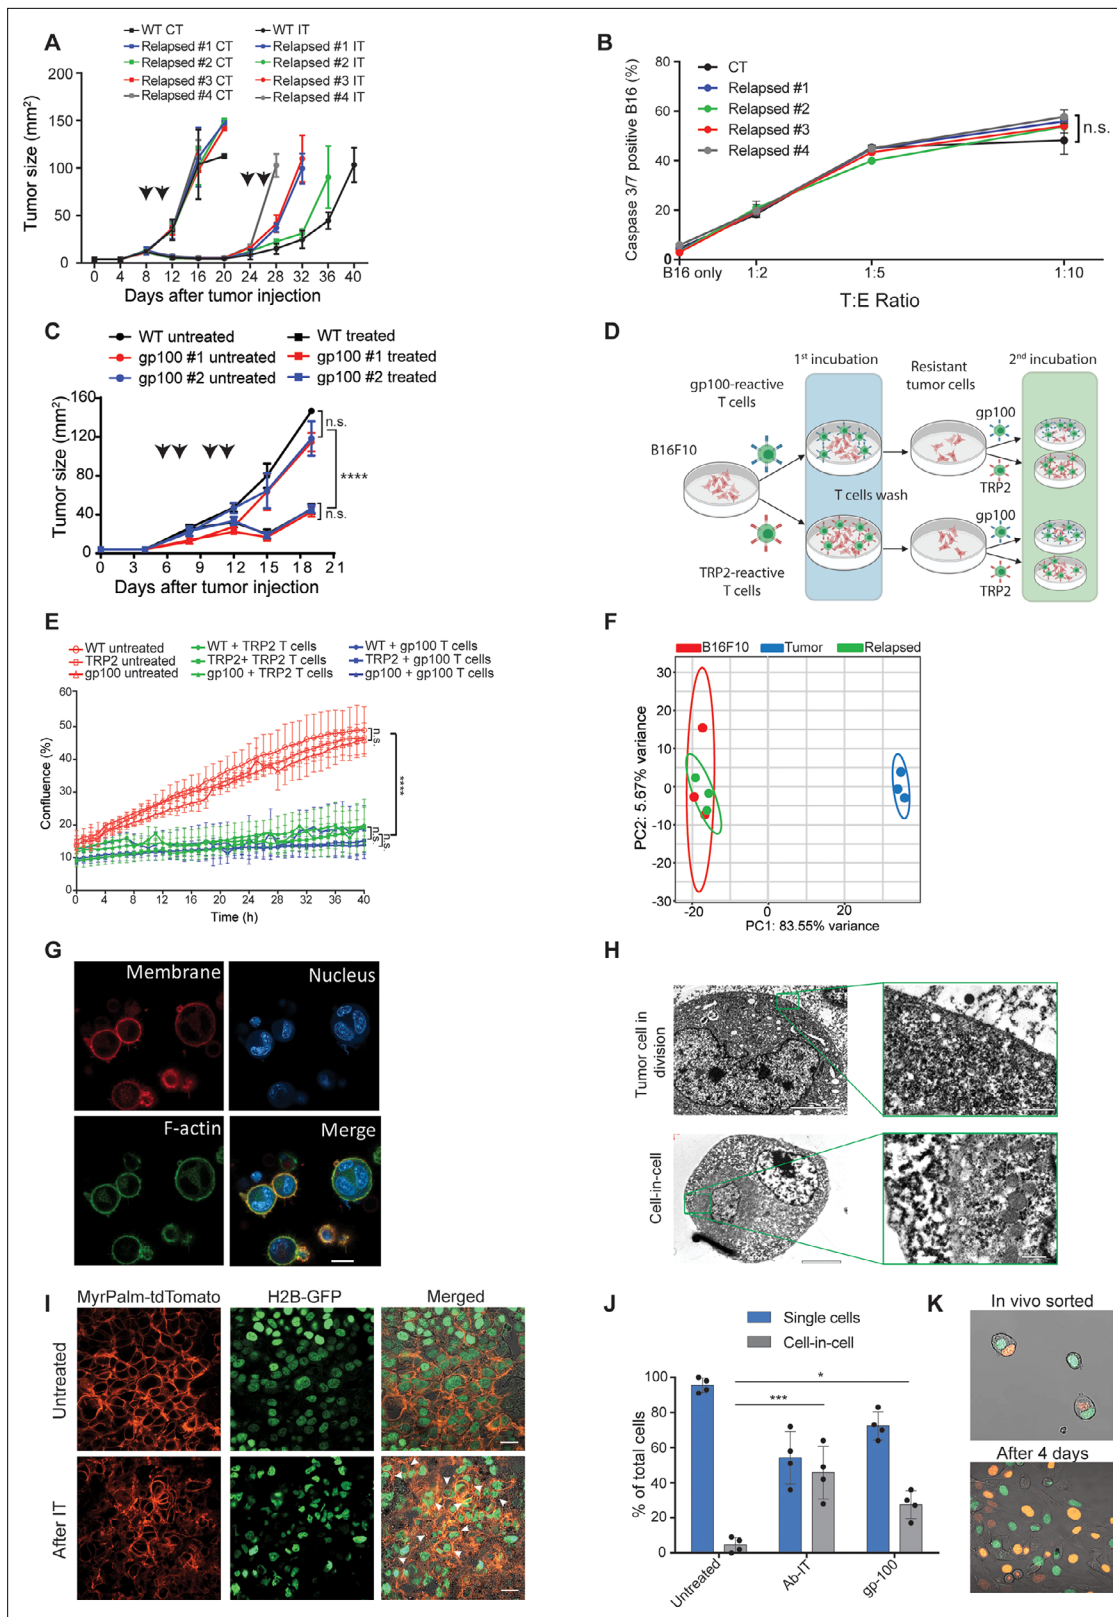 A
WT CT
WT IT
Relapsed #1 CT
Relapsed #1 IT
Relapsed #2 CT
Relapsed #2 IT
Relapsed #3 CT
Relapsed #3 IT
Relapsed #4 CT
Relapsed #4 IT
Tumor size (mm²)
200
150
100
50
0
0 4 8 12 16 20 24 28 32 36 40
Days after tumor injection
B
CT
Relapsed #1
Relapsed #2
Relapsed #3
Relapsed #4
Caspase 3/7 positive B16 (%)
80
60
40
20
0
n.s.
B16 only 1:2 1:5 1:10
T:E Ratio
C
WT untreated
WT treated
gp100 #1 untreated
gp100 #1 treated
gp100 #2 untreated
gp100 #2 treated
Tumor size (mm²)
160
120
80
40
0
n.s.
****
n.s.
0 3 6 9 12 15 18 21
Days after tumor injection
D
1st incubation
Resistant tumor cells
2nd incubation
gp100-reactive T cells
gp100
B16F10
TRP2
T cells wash
gp100
TRP2-reactive T cells
TRP2
E
WT untreated
WT + TRP2 T cells
WT + gp100 T cells
TRP2 untreated
TRP2+ TRP2 T cells
TRP2 + gp100 T cells
gp100 untreated
gp100 + TRP2 T cells
gp100 + gp100 T cells
Confluence (%)
60
50
40
30
20
10
0
n.s.
****
n.s.
n.s.
0 4 8 12 16 20 24 28 32 36 40
Time (h)
F
B16F10 Tumor Relapsed
PC2: 5.67% variance
30
20
10
0
-10
-20
-30
-20 0 20
PC1: 83.55% variance
G
Membrane
Nucleus
F-actin
Merge
H
Tumor cell in division
Cell-in-cell
I
MyrPalm-tdTomato H2B-GFP Merged
Untreated
After IT
J
Single cells
Cell-in-cell
% of total cells
100
80
60
40
20
0
*
***
Untreated Ab-IT gp-100
K
In vivo sorted
After 4 days